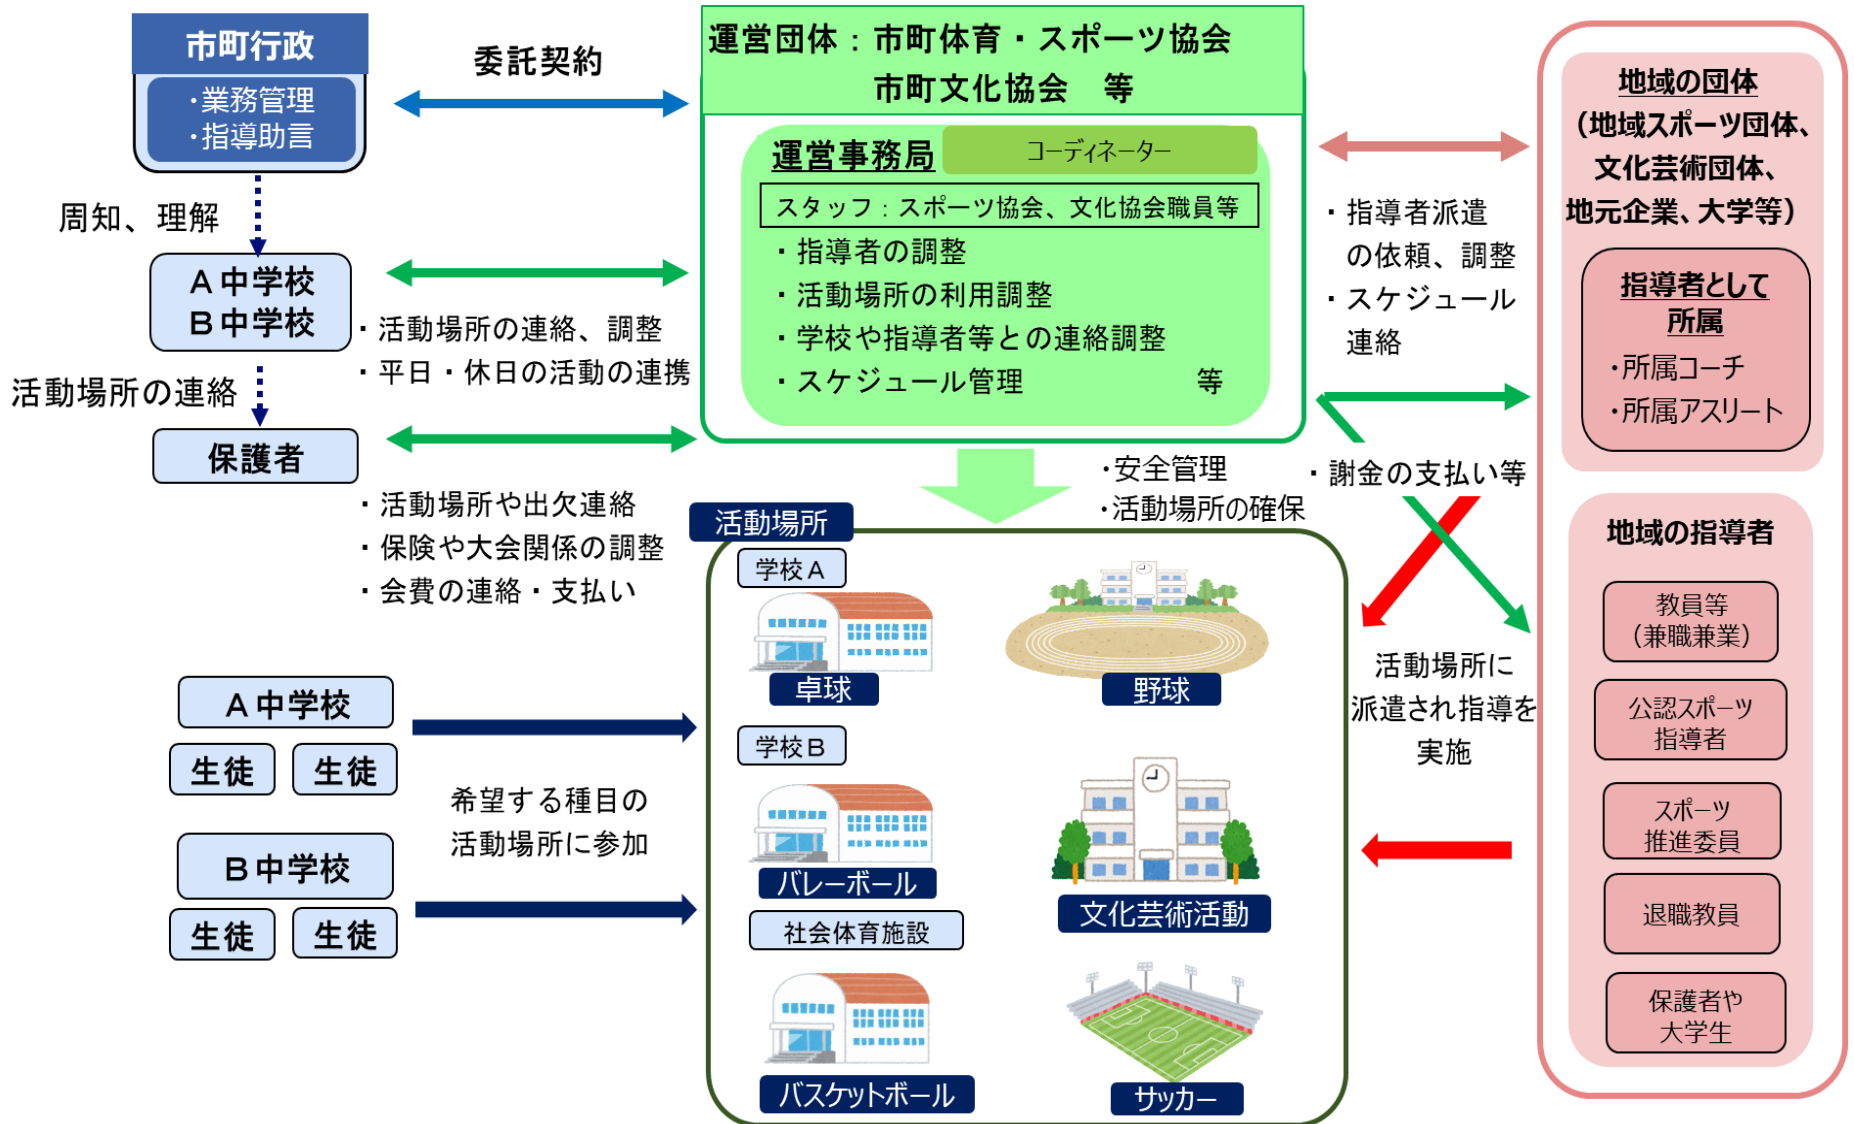 市町行政
・業務管理
・指導助言
委託契約
運営団体：市町体育・スポーツ協会
市町文化協会　等
運営事務局
コーディネーター
スタッフ：スポーツ協会、文化協会職員等
・指導者の調整
・活動場所の利用調整
・学校や指導者等との連絡調整
・スケジュール管理　　　　等
周知、理解
A中学校
B中学校
・活動場所の連絡、調整
・平日・休日の活動の連携
活動場所の連絡
保護者
・活動場所や出欠連絡
・保険や大会関係の調整
・会費の連絡・支払い
・指導者派遣
の依頼、調整
・スケジュール
連絡
地域の団体
（地域スポーツ団体、
文化芸術団体、
地元企業、大学等）
指導者として
所属
・所属コーチ
・所属アスリート
・謝金の支払い等
・安全管理
・活動場所の確保
活動場所
学校A
卓球
野球
学校B
バレーボール
文化芸術活動
社会体育施設
バスケットボール
サッカー
A中学校
生徒
生徒
希望する種目の
活動場所に参加
B中学校
生徒
生徒
活動場所に
派遣され指導を
実施
地域の指導者
教員等
（兼職兼業）
公認スポーツ
指導者
スポーツ
推進委員
退職教員
保護者や
大学生